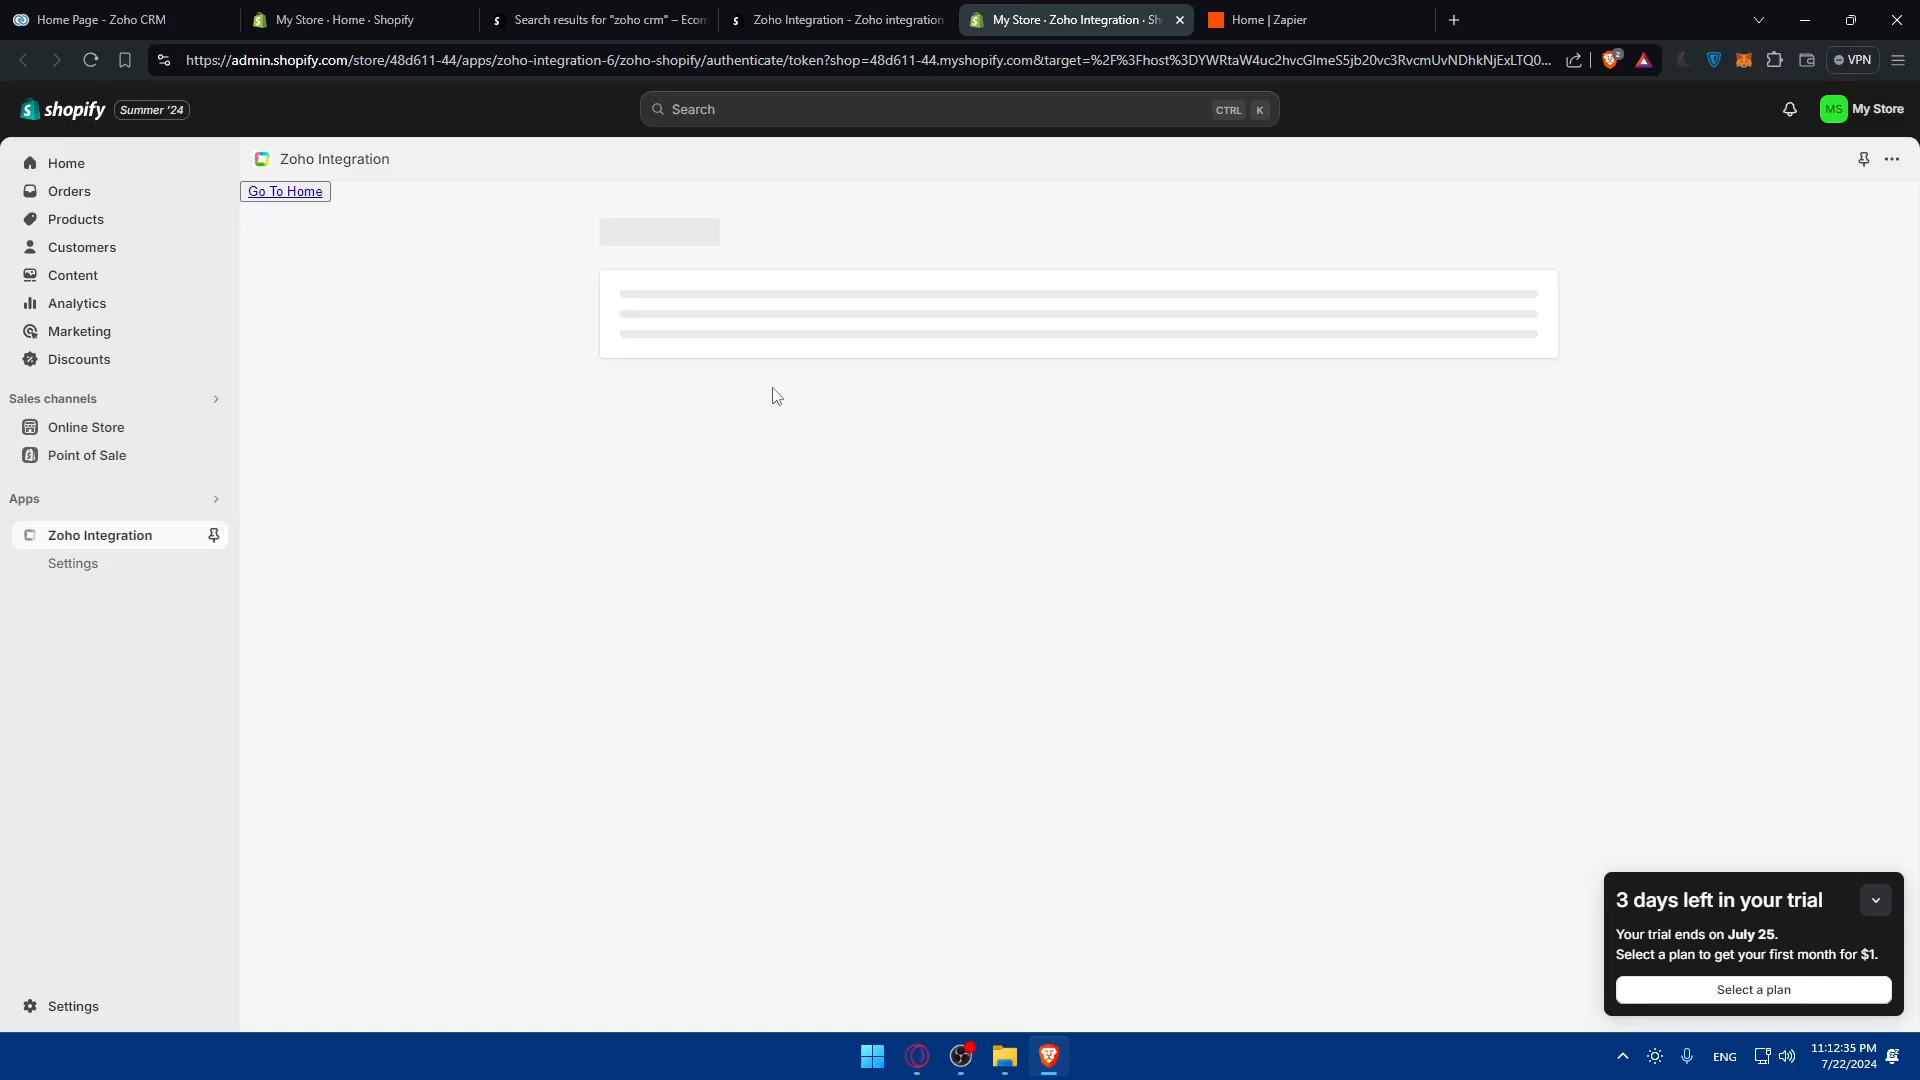 Home Page - Zoho CRM
My Store · Home · Shopify
Search results for "zoho crm" – Ecom
Zoho Integration - Zoho integration
My Store · Zoho Integration · Sh
Home | Zapier
https://admin.shopify.com/store/48d611-44/apps/zoho-integration-6/zoho-shopify/authenticate/token?shop=48d611-44.myshopify.com&target=%2F%3Fhost%3DYWRtaW4uc2hvcGlmeS5jb20vc3RvcmUvNDhkNjExLTQ0...
2
VPN
shopify
Summer '24
Search
CTRL
K
MS
My Store
Home
Orders
Products
Customers
Content
Analytics
Marketing
Discounts
Sales channels
Online Store
Point of Sale
Apps
Zoho Integration
Settings
Settings
Zoho Integration
Go To Home
3 days left in your trial
Your trial ends on July 25.
Select a plan to get your first month for $1.
Select a plan
ENG
11:12:35 PM
7/22/2024